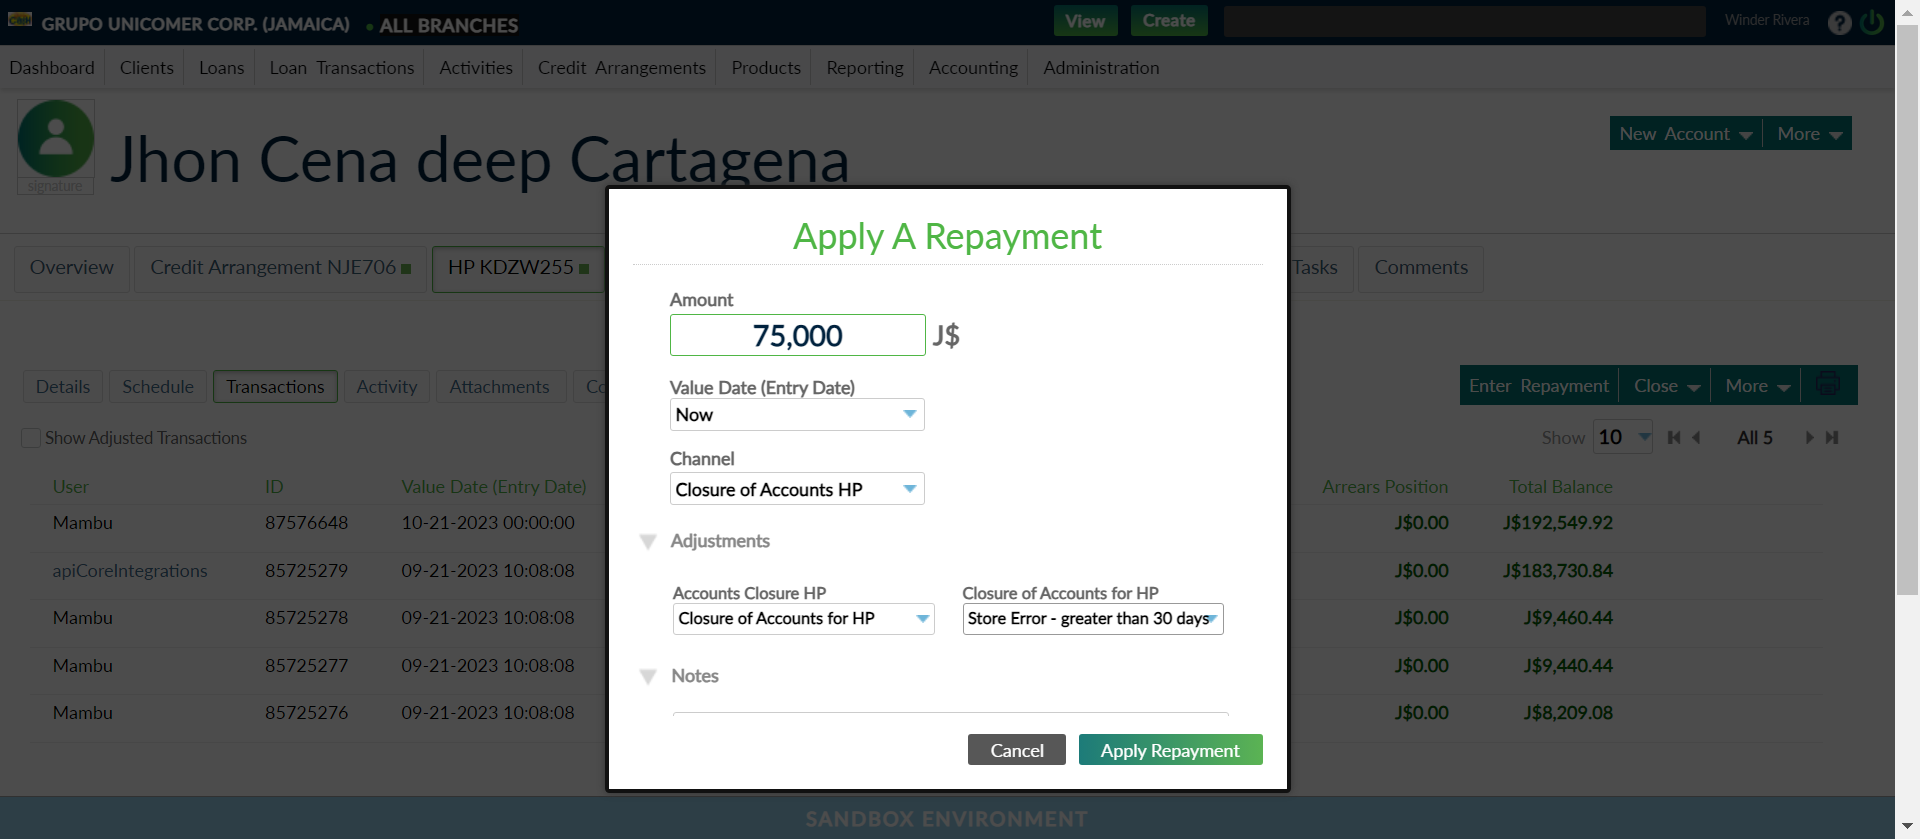 GRUPO UNICOMER CORP. (JAMAICA) • ALL BRANCHES View Create Winder Rivera ?
Dashboard Clients Loans Loan Transactions Activities Credit Arrangements Products Reporting Accounting Administration
signature
Jhon Cena deep Cartagena
New Account More
Overview Credit Arrangement NJE706 HP KDZW255 Tasks Comments
Details Schedule Transactions Activity Attachments
Enter Repayment Close More
Show Adjusted Transactions
Show 10 All 5
User ID Value Date (Entry Date) Arrears Position Total Balance
Mambu 87576648 10-21-2023 00:00:00 J$0.00 J$192,549.92
apiCoreIntegrations 85725279 09-21-2023 10:08:08 J$0.00 J$183,730.84
Mambu 85725278 09-21-2023 10:08:08 J$0.00 J$9,460.44
Mambu 85725277 09-21-2023 10:08:08 J$0.00 J$9,440.44
Mambu 85725276 09-21-2023 10:08:08 J$0.00 J$8,209.08
Apply A Repayment
Amount
75,000 J$
Value Date (Entry Date)
Now
Channel
Closure of Accounts HP
Adjustments
Accounts Closure HP Closure of Accounts for HP
Closure of Accounts for HP Store Error - greater than 30 days
Notes
Cancel Apply Repayment
SANDBOX ENVIRONMENT